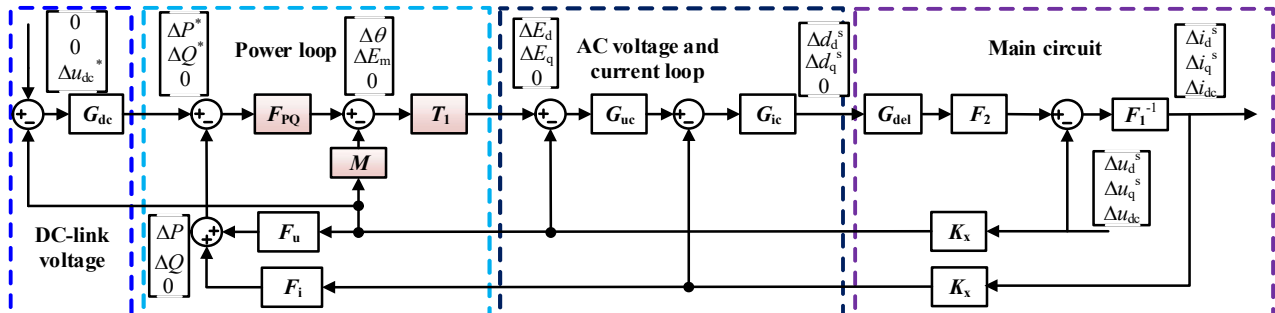 0
0
Δu_dc*
G_dc
DC-link
voltage
ΔP*
ΔQ*
0
Power loop
Δθ
ΔE_m
0
F_PQ
T_1
M
F_u
F_i
ΔP
ΔQ
0
ΔE_d
ΔE_q
0
AC voltage and
current loop
Δd_d^s
Δd_q^s
0
G_uc
G_ic
Main circuit
Δi_d^s
Δi_q^s
Δi_dc
G_del
F_2
F_1^-1
Δu_d^s
Δu_q^s
Δu_dc
K_x
K_x